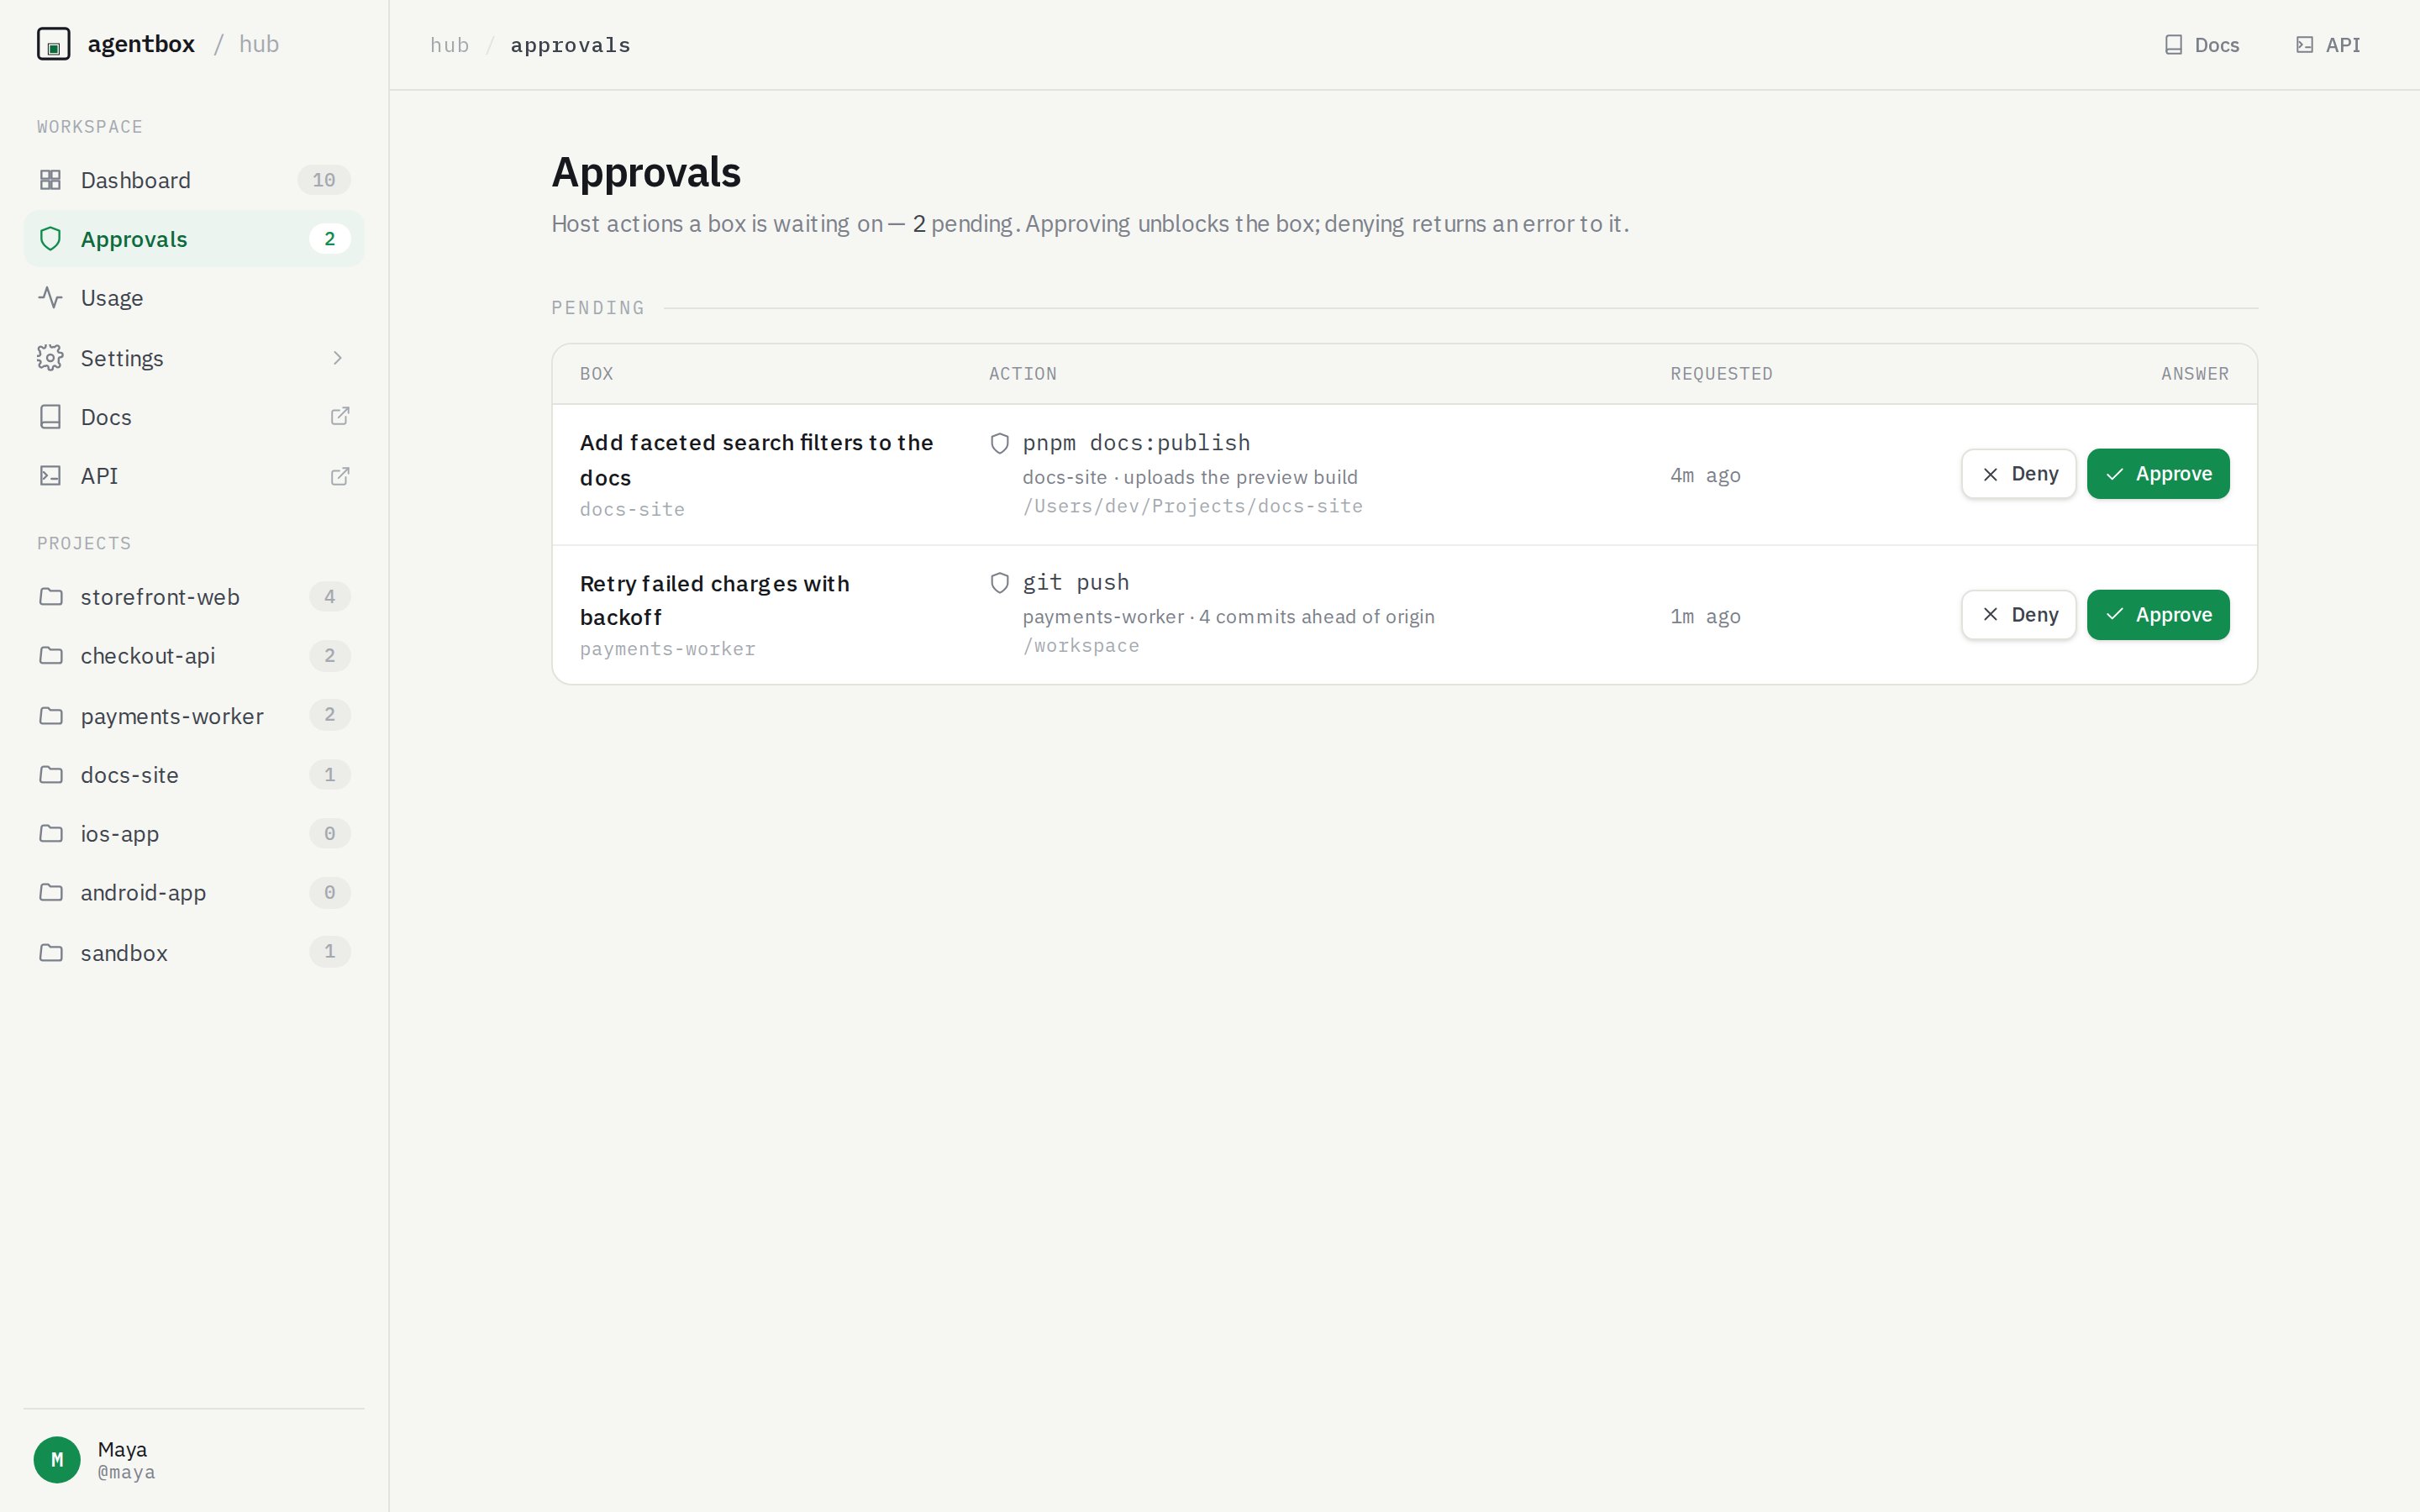 agentbox / hub
hub / approvals
Docs
API
WORKSPACE
Dashboard 10
Approvals 2
Usage
Settings
Docs
API
PROJECTS
storefront-web 4
checkout-api 2
payments-worker 2
docs-site 1
ios-app 0
android-app 0
sandbox 1
M
Maya
@maya
Approvals
Host actions a box is waiting on — 2 pending. Approving unblocks the box; denying returns an error to it.
PENDING
BOX ACTION REQUESTED ANSWER
Add faceted search filters to the
docs
docs-site
pnpm docs:publish
docs-site · uploads the preview build
/Users/dev/Projects/docs-site
4m ago
Deny
Approve
Retry failed charges with
backoff
payments-worker
git push
payments-worker · 4 commits ahead of origin
/workspace
1m ago
Deny
Approve